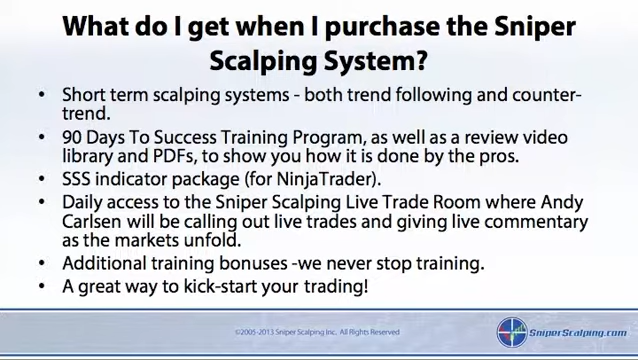 What do I get when I purchase the Sniper
Scalping System?
• Short term scalping systems - both trend following and counter-
trend.
• 90 Days To Success Training Program, as well as a review video
library and PDFs, to show you how it is done by the pros.
• SSS indicator package (for NinjaTrader).
• Daily access to the Sniper Scalping Live Trade Room where Andy
Carlsen will be calling out live trades and giving live commentary
as the markets unfold.
• Additional training bonuses -we never stop training.
• A great way to kick-start your trading!
©2005-2013 Sniper Scalping Inc. All Rights Reserved
SniperScalping.com